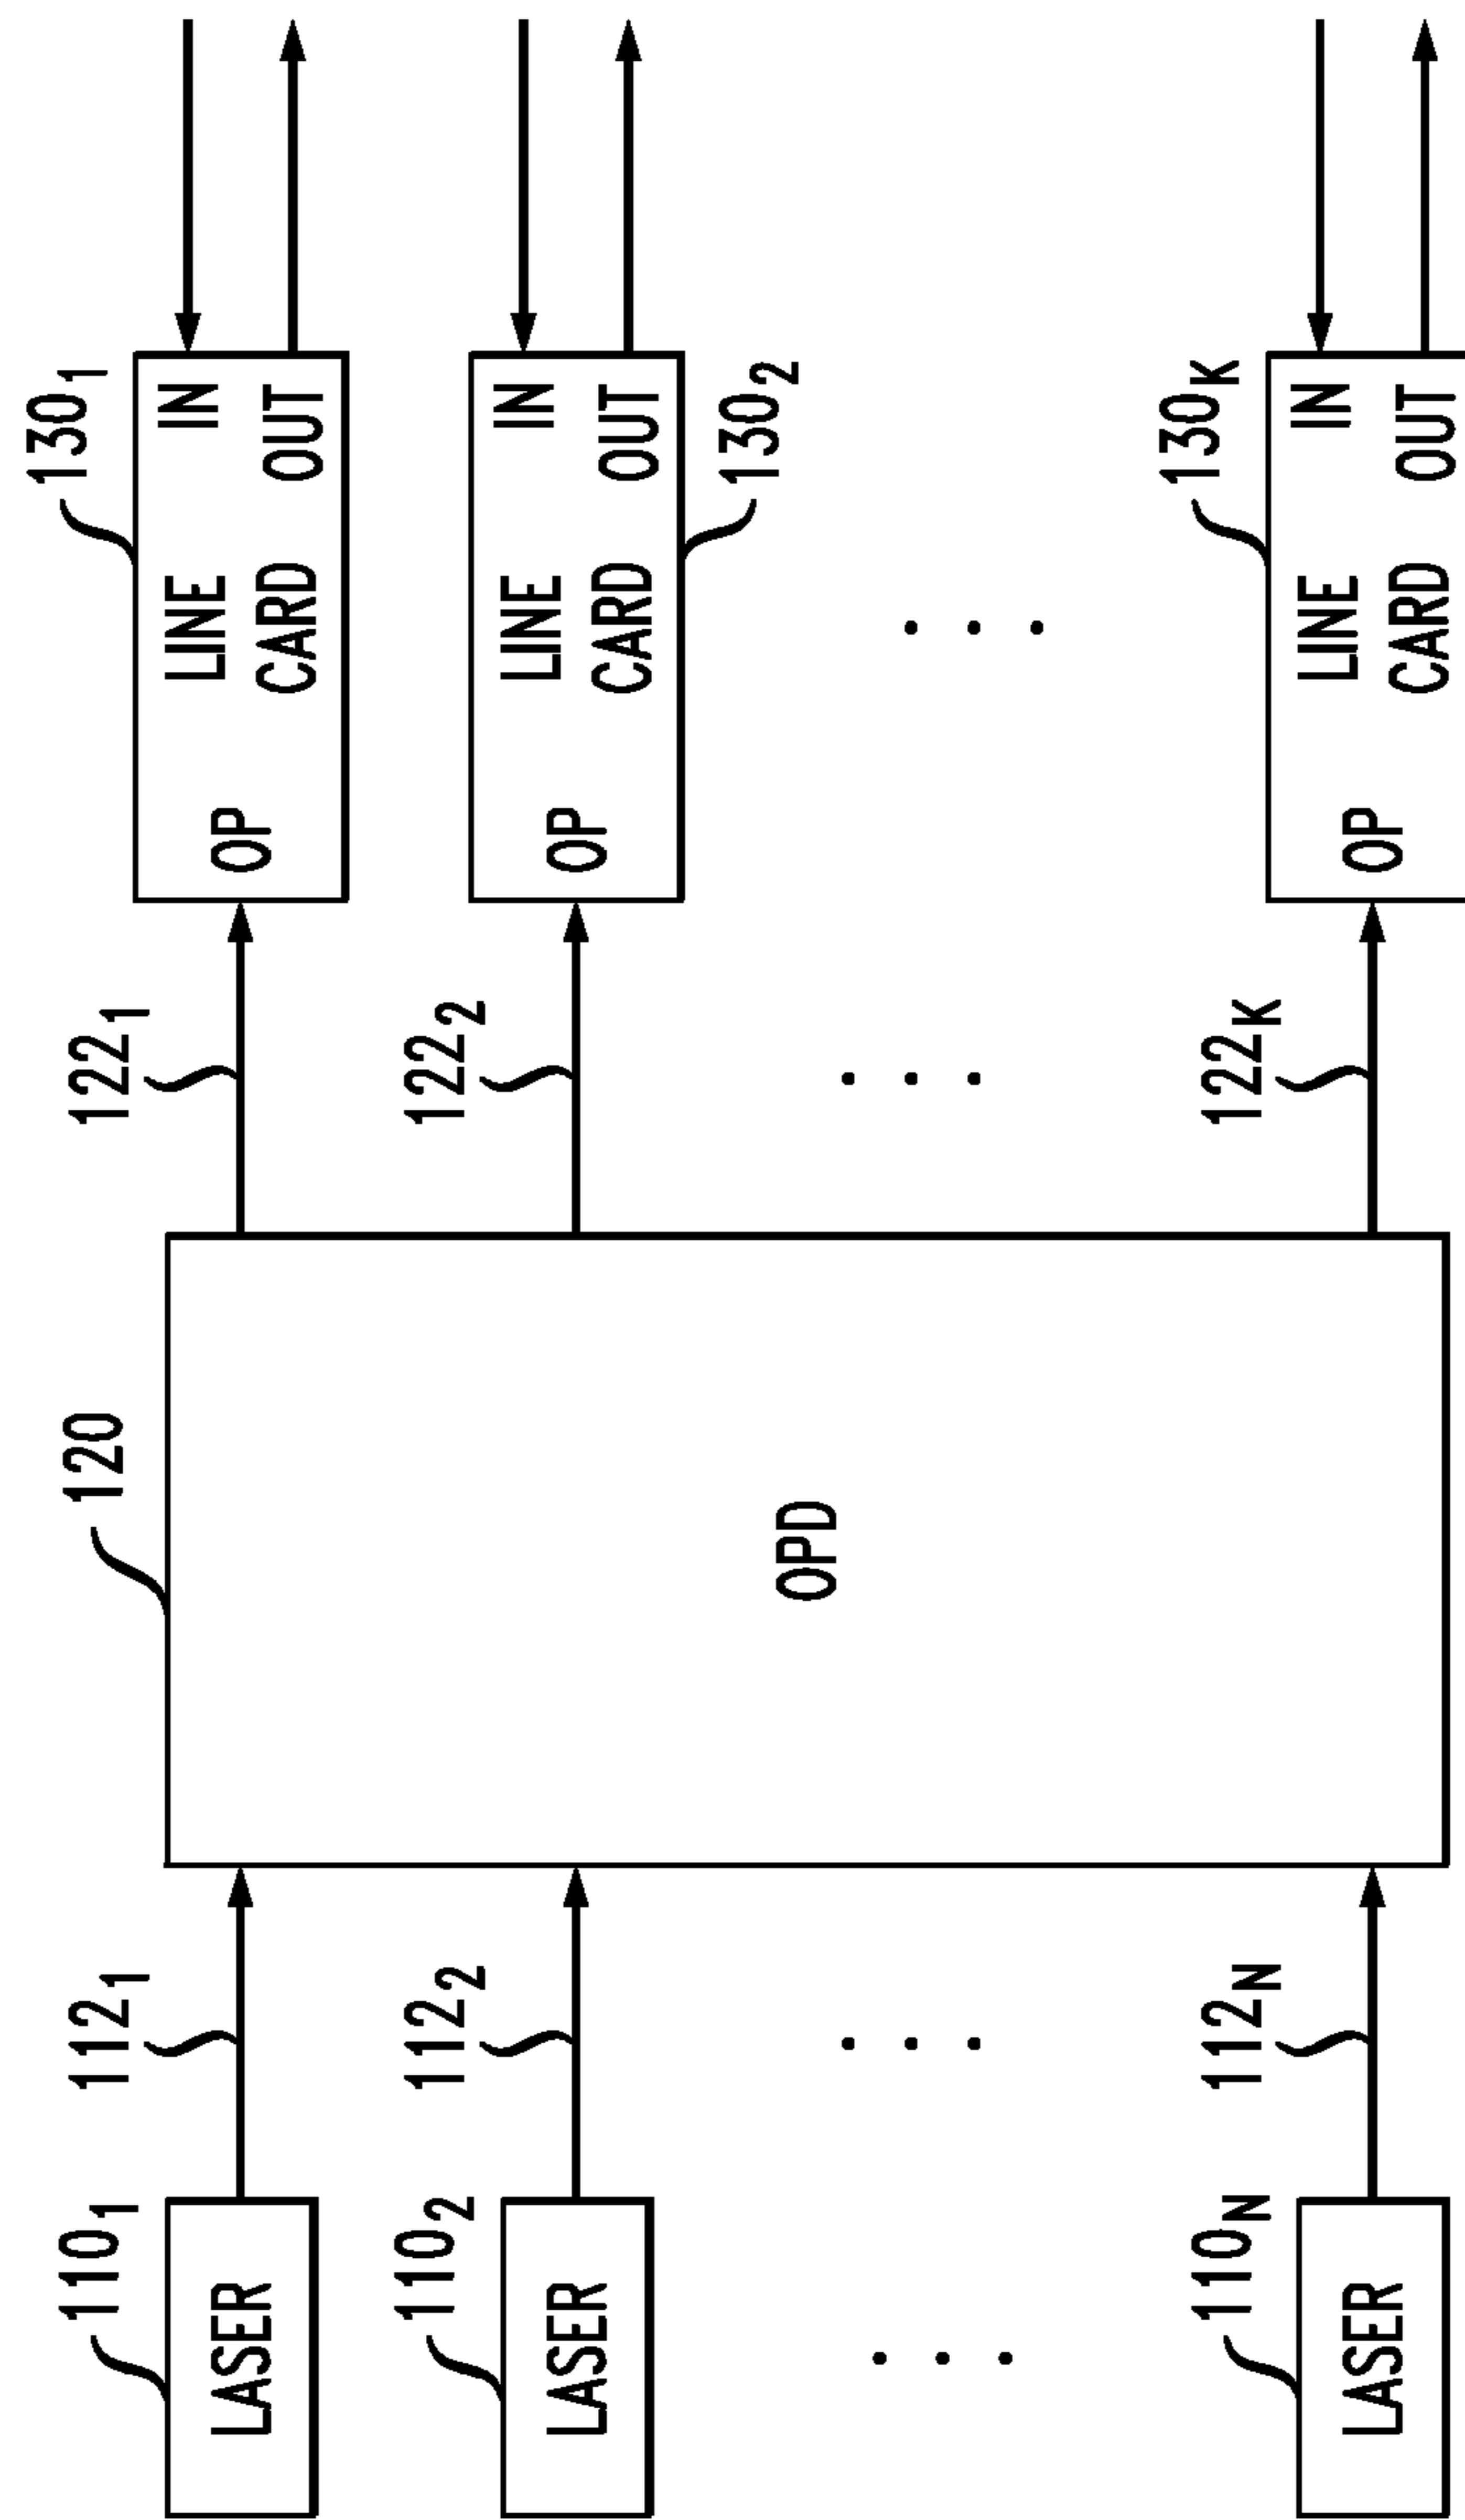 110₁
LASER
112₁
120
OPD
122₁
130₁
OP
LINE
CARD
IN
OUT
110₂
LASER
112₂
122₂
OP
LINE
CARD
IN
OUT
130₂
. . .
. . .
. . .
. . .
110N
LASER
112N
122K
130K
OP
LINE
CARD
IN
OUT